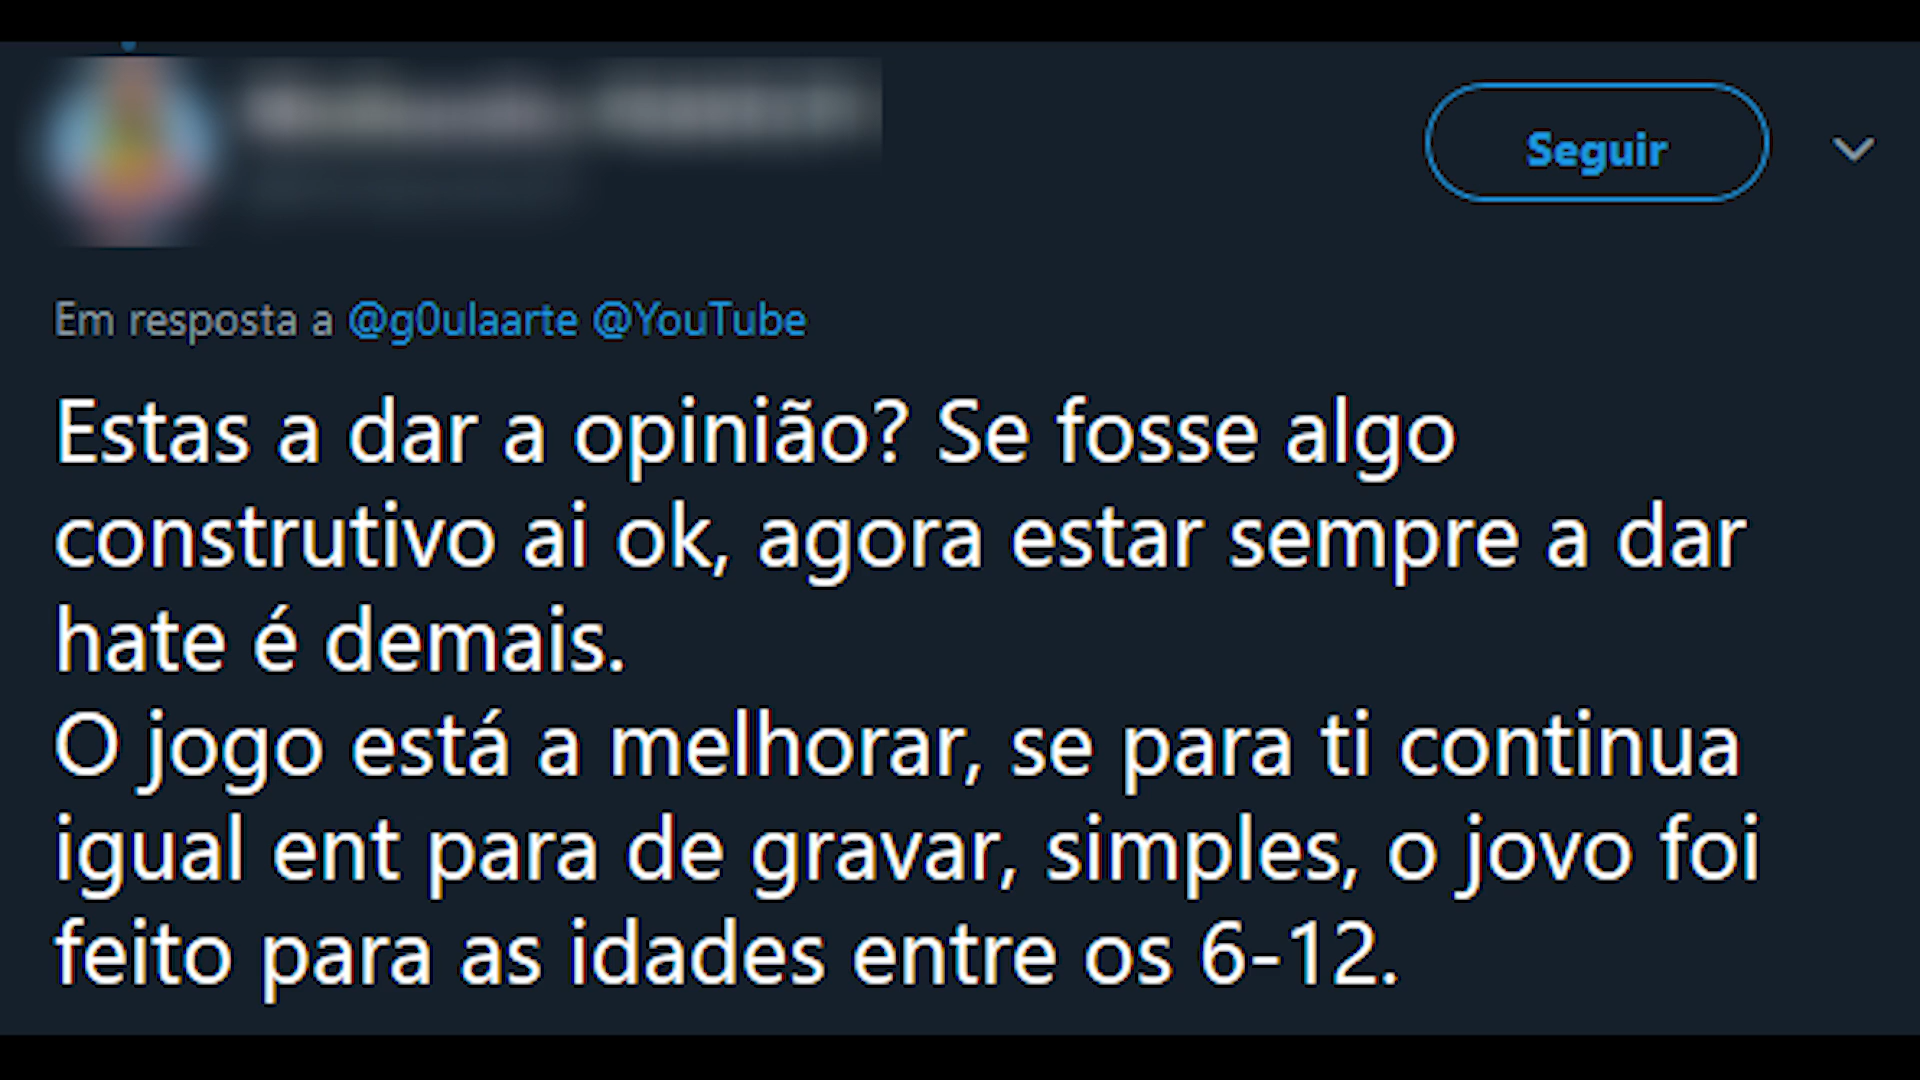 Seguir
Em resposta a @g0ulaarte @YouTube
Estas a dar a opinião? Se fosse algo
construtivo ai ok, agora estar sempre a dar
hate é demais.
O jogo está a melhorar, se para ti continua
igual ent para de gravar, simples, o jovo foi
feito para as idades entre os 6-12.